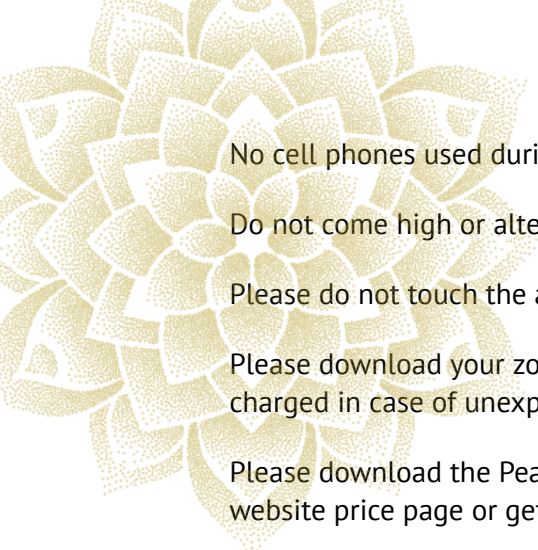 No cell phones used duri
Do not come high or alte
Please do not touch the a
Please download your zo
charged in case of unexp
Please download the Pea
website price page or get